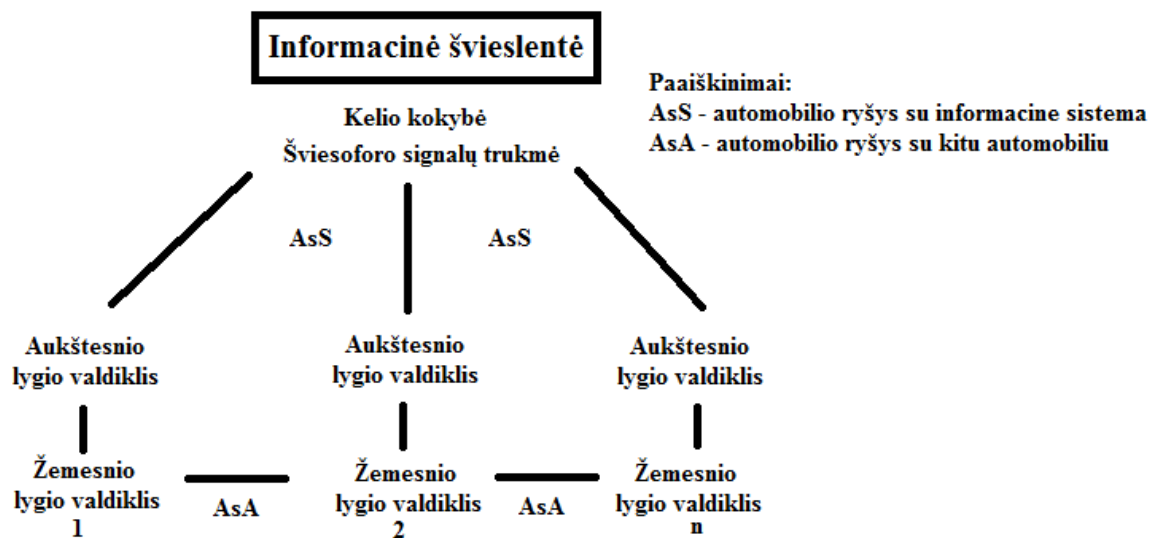 Informacinė švieslentė
Paaiškinimai:
AsS - automobilio ryšys su informacine sistema
AsA - automobilio ryšys su kitu automobiliu
Kelio kokybė
Šviesoforo signalų trukmė
AsS
AsS
Aukštesnio
lygio valdiklis
Aukštesnio
lygio valdiklis
Aukštesnio
lygio valdiklis
Žemesnio
lygio valdiklis
1
AsA
Žemesnio
lygio valdiklis
2
AsA
Žemesnio
lygio valdiklis
n